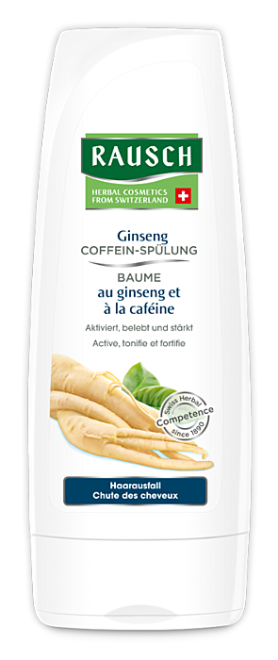 RAUSCH
HERBAL COSMETICS
FROM SWITZERLAND
Ginseng
COFFEIN-SPÜLUNG
BAUME
au ginseng et
à la caféine
Aktiviert, belebt und stärkt
Active, tonifie et fortifie
Swiss Herbal
Competence
since 1890
Haarausfall
Chute des cheveux